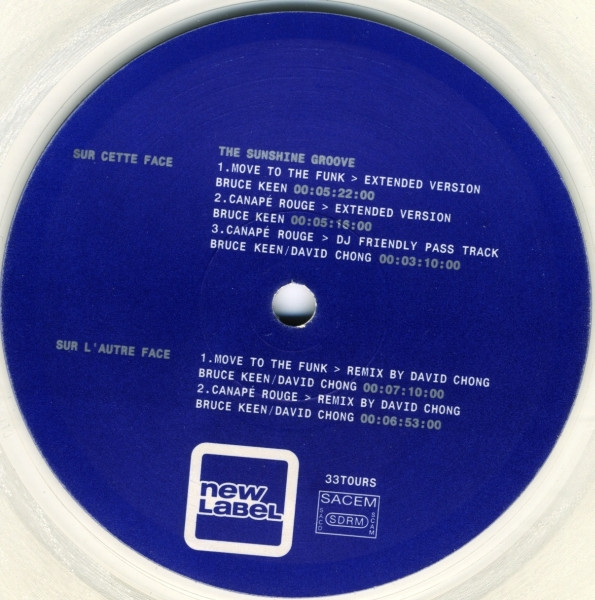 SUR CETTE FACE
THE SUNSHINE GROOVE
1.MOVE TO THE FUNK > EXTENDED VERSION
BRUCE KEEN 00:05:22:00
2.CANAPÉ ROUGE > EXTENDED VERSION
BRUCE KEEN 00:05:18:00
3.CANAPÉ ROUGE > DJ FRIENDLY PASS TRACK
BRUCE KEEN/DAVID CHONG 00:03:10:00
SUR L'AUTRE FACE
1.MOVE TO THE FUNK > REMIX BY DAVID CHONG
BRUCE KEEN/DAVID CHONG 00:07:10:00
2.CANAPÉ ROUGE > REMIX BY DAVID CHONG
BRUCE KEEN/DAVID CHONG 00:06:53:00
new
LaBeL
33TOURS
SACEM
SACD
SDRM
SCAM